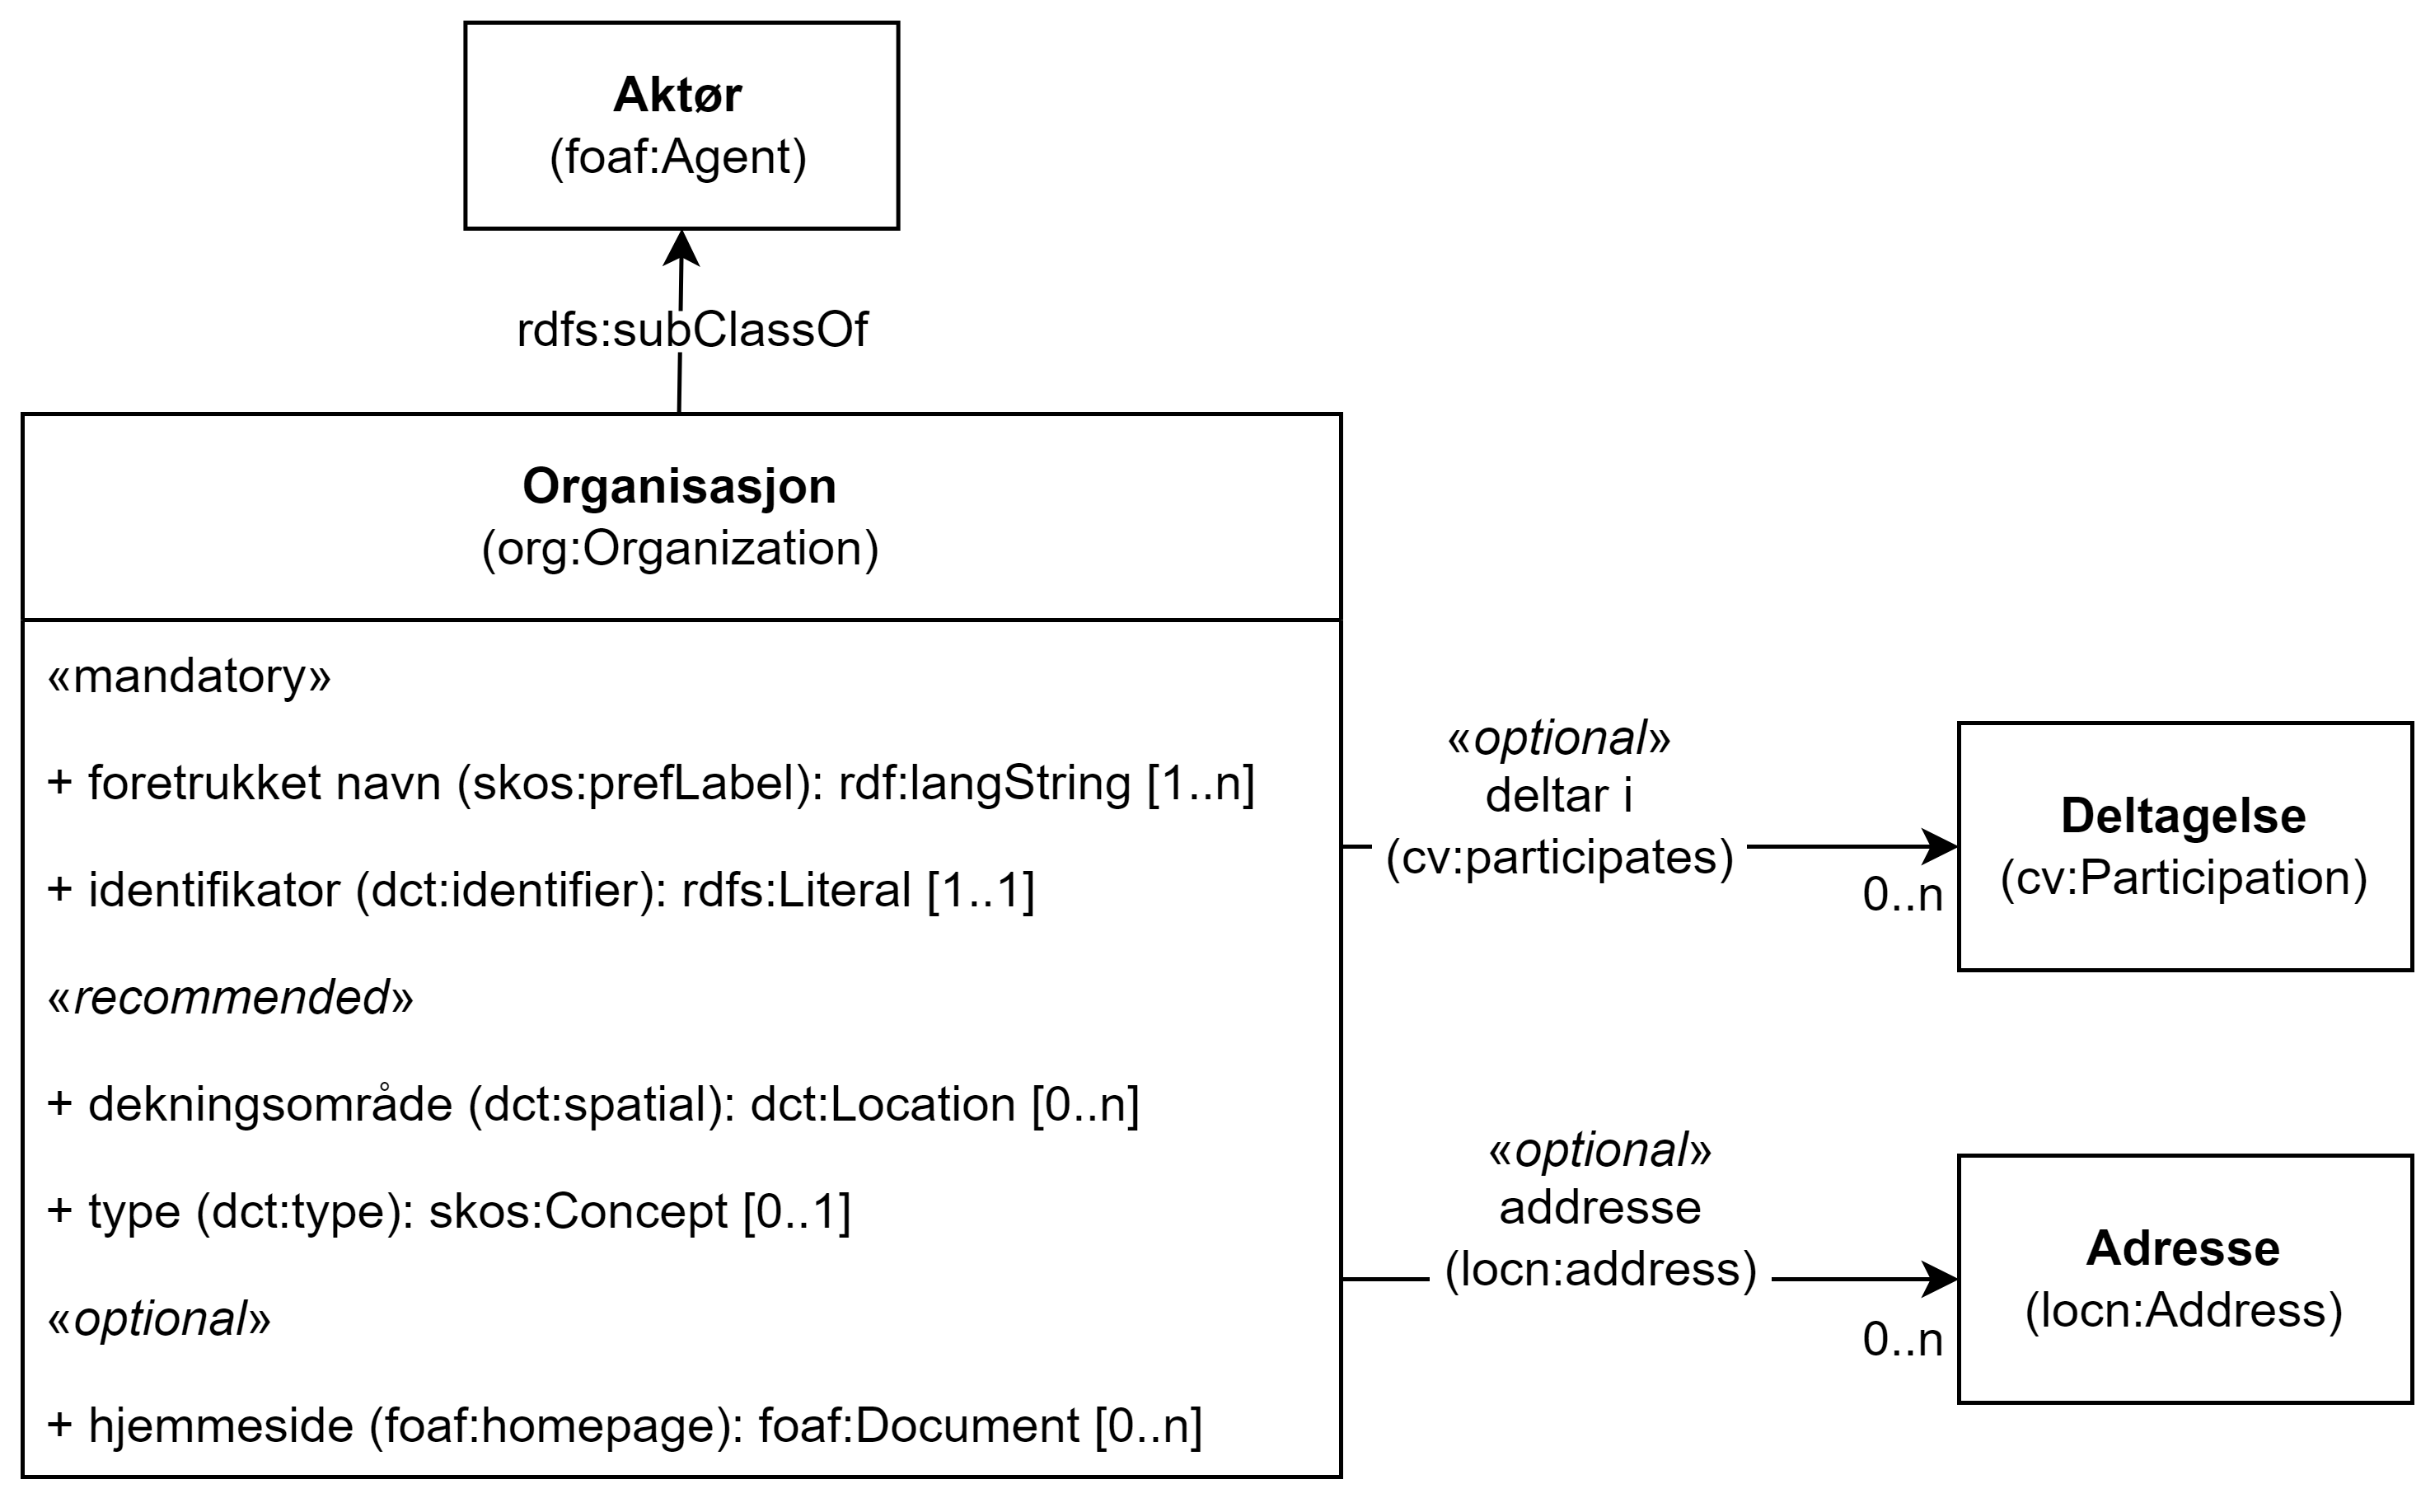 Aktør
(foaf:Agent)
rdfs:subClassOf
Organisasjon
(org:Organization)
«mandatory»
+ foretrukket navn (skos:prefLabel): rdf:langString [1..n]
+ identifikator (dct:identifier): rdfs:Literal [1..1]
«recommended»
+ dekningsområde (dct:spatial): dct:Location [0..n]
+ type (dct:type): skos:Concept [0..1]
«optional»
+ hjemmeside (foaf:homepage): foaf:Document [0..n]
«optional»
deltar i
(cv:participates)
0..n
Deltagelse
(cv:Participation)
«optional»
addresse
(locn:address)
0..n
Adresse
(locn:Address)